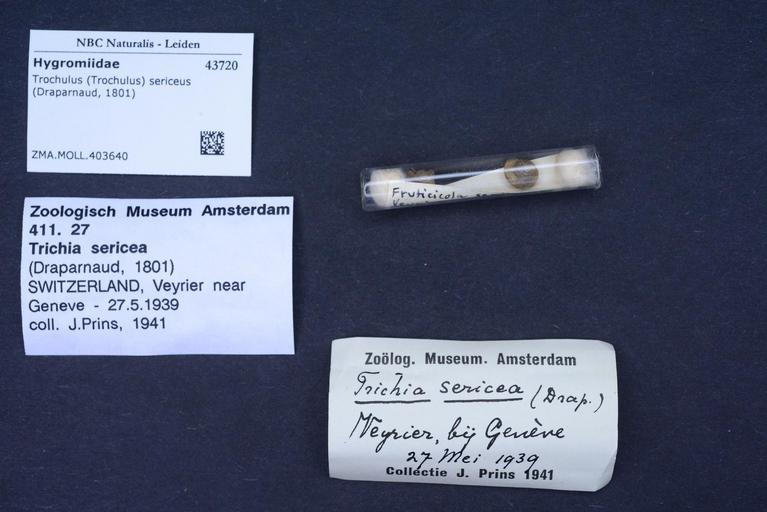 NBC Naturalis - Leiden
Hygromiidae 43720
Trochulus (Trochulus) sericeus
(Draparnaud, 1801)
ZMA.MOLL.403640
Zoologisch Museum Amsterdam
411. 27
Trichia sericea
(Draparnaud, 1801)
SWITZERLAND, Veyrier near
Geneve - 27.5.1939
coll. J.Prins, 1941
Fruticicola
Zoölog. Museum. Amsterdam
Trichia sericea (Drap.)
Veyrier, bij Genève
27 Mei 1939
Collectie J. Prins 1941